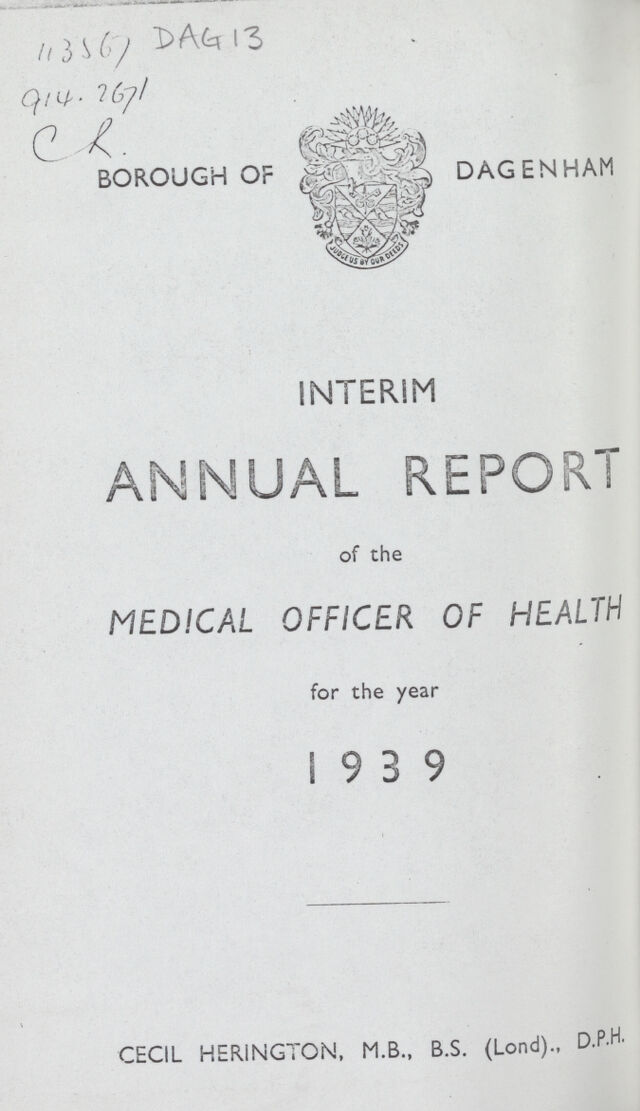 113567 DAG13
914.2671
CR.
BOROUGH OF DAGENHAM
JUDGE US BY OUR DEEDS
INTERIM
ANNUAL REPORT
of the
MEDICAL OFFICER OF HEALTH
for the year
1939
CECIL HERINGTON, M.B., B.S. (Lond)., D.P.H.